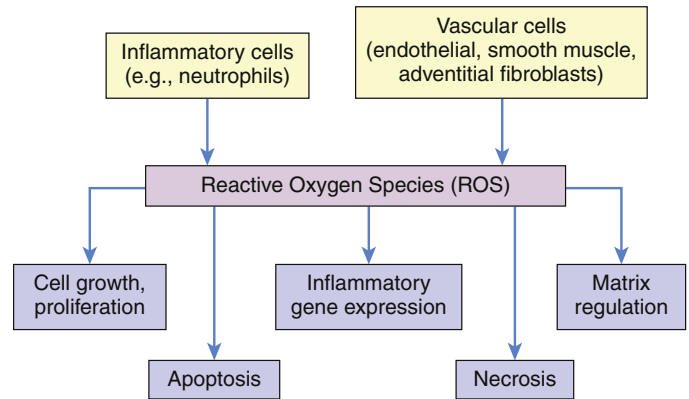 Inflammatory cells
(e.g., neutrophils)
Vascular cells
(endothelial, smooth muscle,
adventitial fibroblasts)
Reactive Oxygen Species (ROS)
Cell growth,
proliferation
Inflammatory
gene expression
Matrix
regulation
Apoptosis
Necrosis